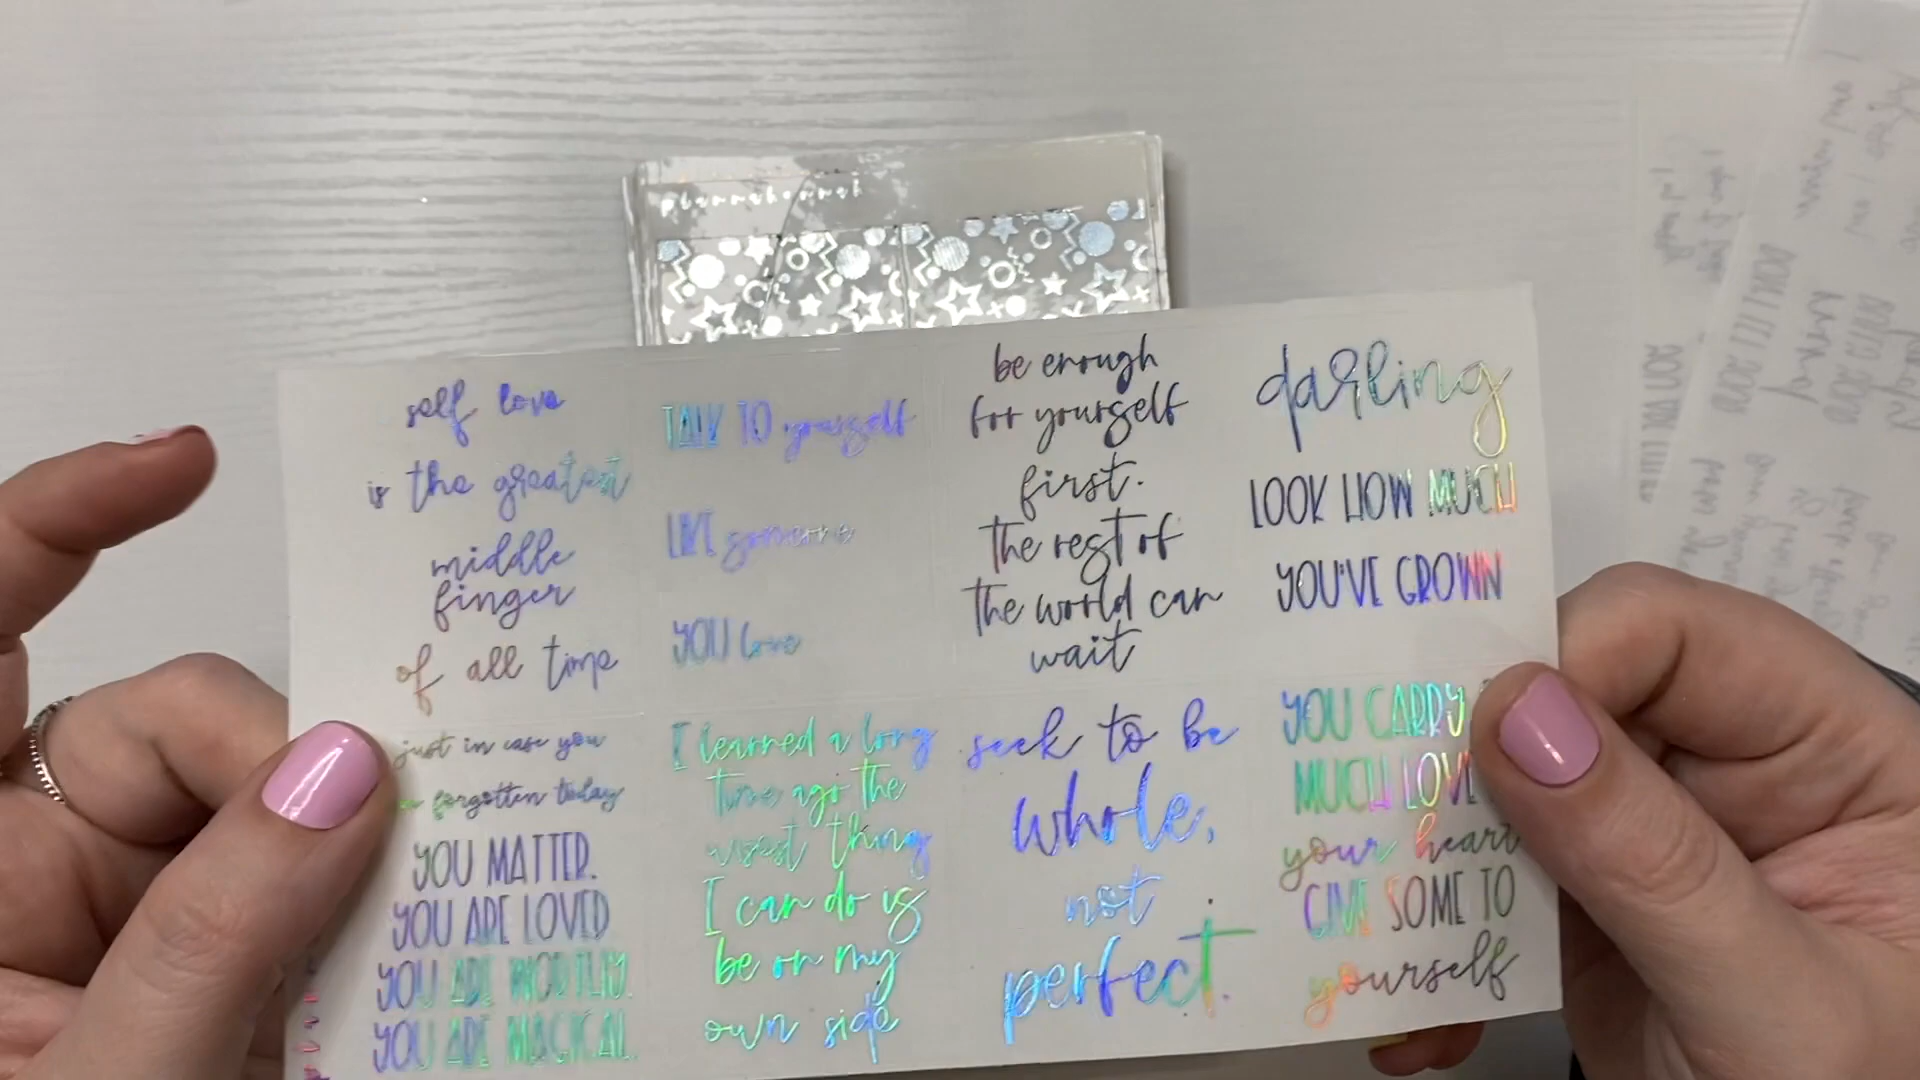 plannahannah
self love
is the greatest
middle
finger
of all time
TALK TO yourself
LIKE someone
YOU love
be enough
for yourself
first.
the rest of
the world can
wait
darling
LOOK HOW MUCH
YOU'VE GROWN
just in case you
forgotten today
YOU MATTER.
YOU ARE LOVED
YOU ARE WORTHY.
YOU ARE MAGICAL.
I learned a long
time ago the
wisest thing
I can do is
be on my
own side
seek to be
whole,
not
perfect.
YOU CARRY
MUCH LOVE
your heart
GIVE SOME TO
yourself